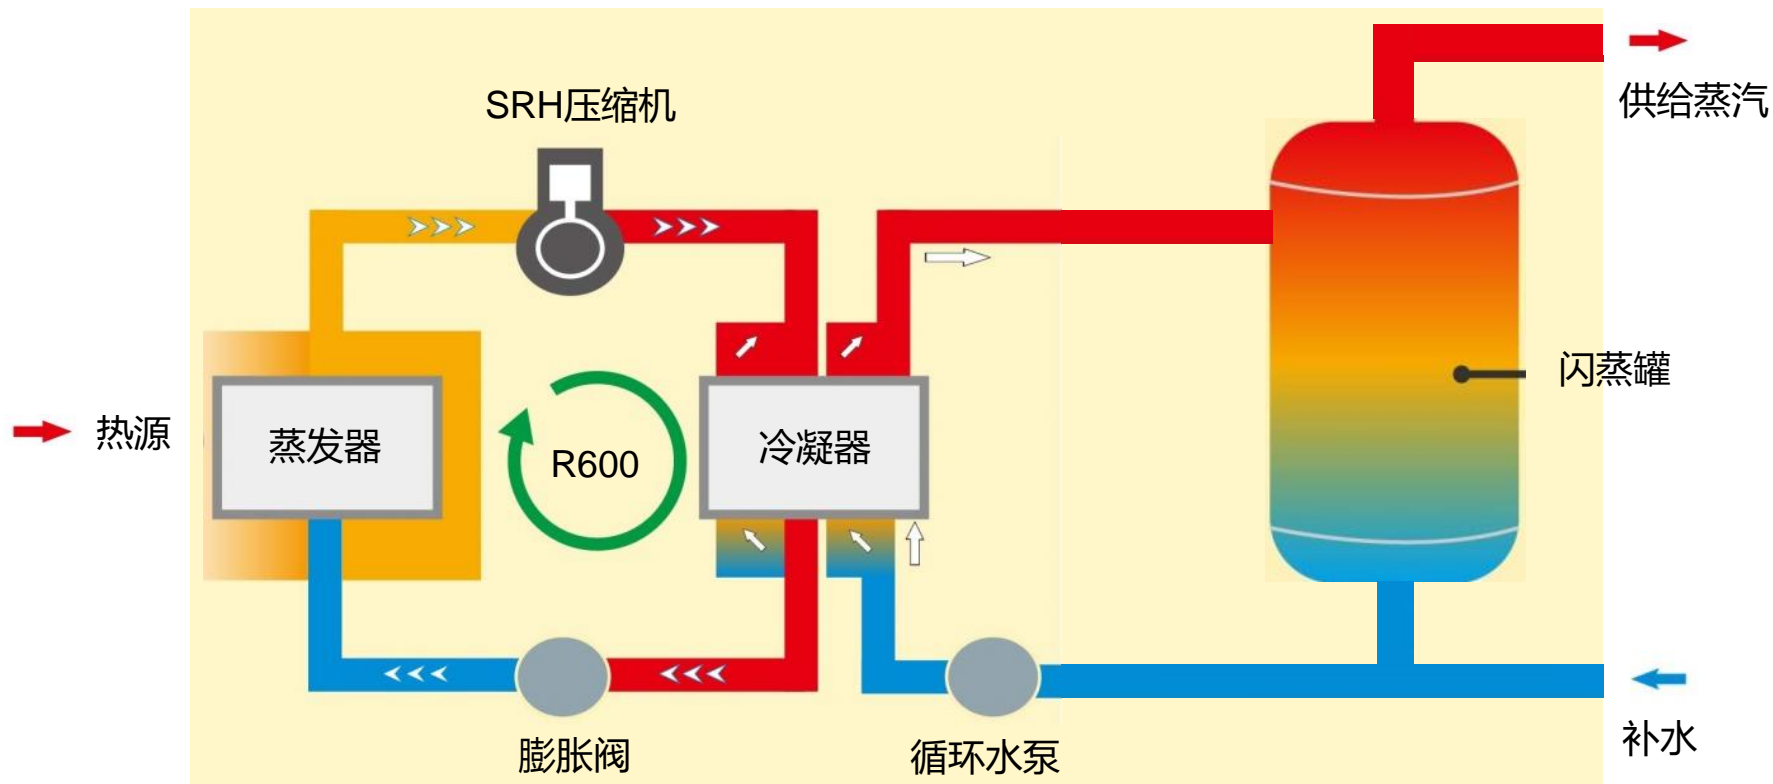 供给蒸汽
SRH压缩机
闪蒸罐
热源
蒸发器
R600
冷凝器
补水
膨胀阀
循环水泵